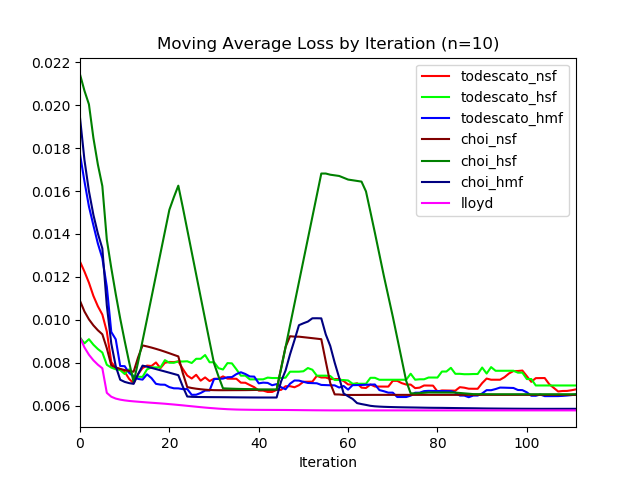 Moving Average Loss by Iteration (n=10)
0.022
0.020
0.018
0.016
0.014
0.012
0.010
0.008
0.006
todescato_nsf
todescato_hsf
todescato_hmf
choi_nsf
choi_hsf
choi_hmf
lloyd
0 20 40 60 80 100
Iteration